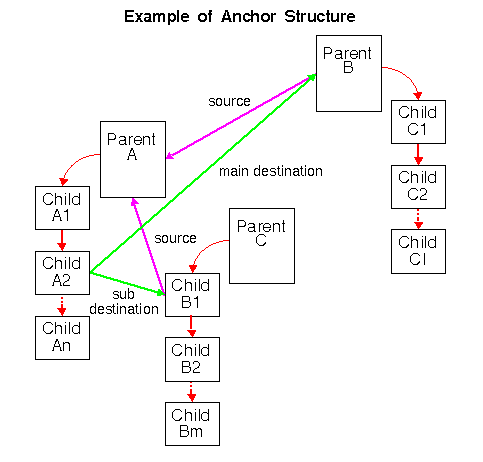 Example of Anchor Structure
Parent
B
source
Child
C1
Parent
A
main destination
Child
C2
Child
A1
Parent
C
source
Child
Cl
Child
A2
Child
B1
sub
destination
Child
An
Child
B2
Child
Bm